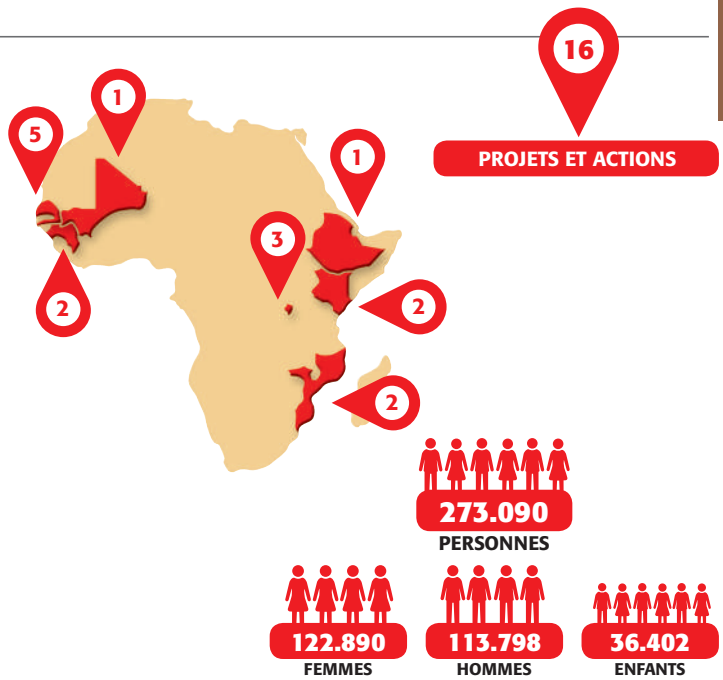 16
PROJETS ET ACTIONS
1
5
1
3
2
2
2
273.090
PERSONNES
122.890
FEMMES
113.798
HOMMES
36.402
ENFANTS